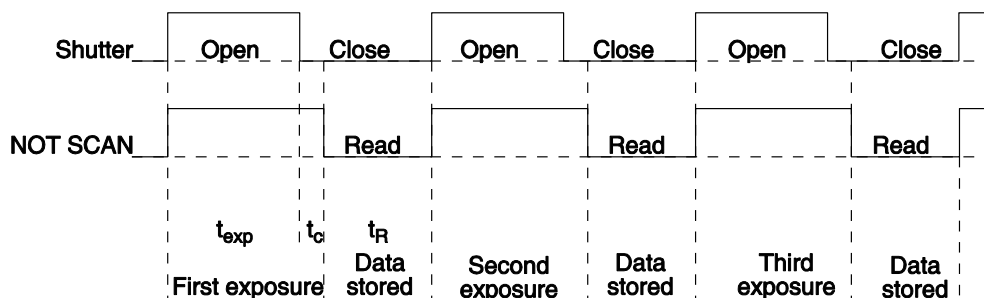 Shutter Open Close Open Close Open Close
NOT SCAN Read Read Read
t_exp t_c t_R
Data Second Data Third Data
First exposure stored exposure stored exposure stored